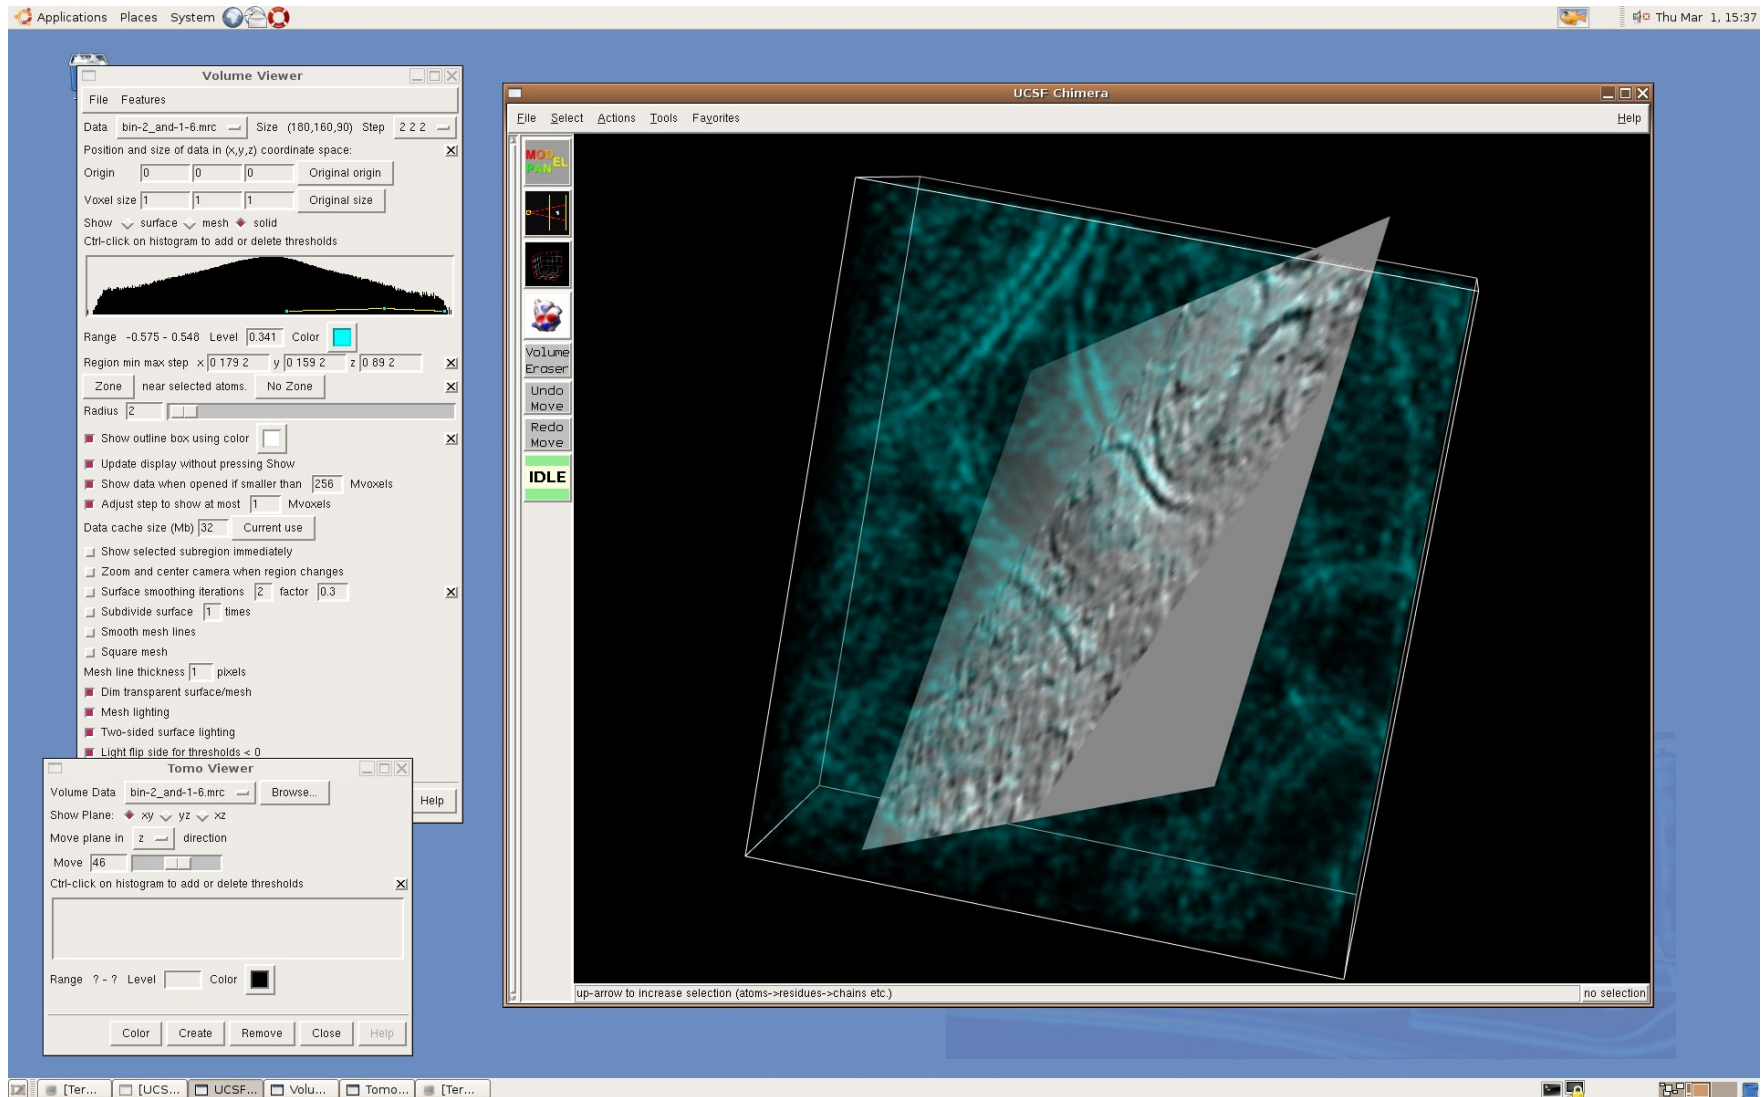 Applications Places System
Thu Mar 1, 15:37
Volume Viewer
File Features
Data bin-2_and-1-6.mrc Size (180,160,90) Step 2 2 2
Position and size of data in (x,y,z) coordinate space:
Origin 0 0 0 Original origin
Voxel size 1 1 1 Original size
Show surface mesh solid
Ctrl-click on histogram to add or delete thresholds
Range -0.575 - 0.548 Level 0.341 Color
Region min max step x 0 179 2 y 0 159 2 z 0 89 2
Zone near selected atoms. No Zone
Radius 2
Show outline box using color
Update display without pressing Show
Show data when opened if smaller than 256 Mvoxels
Adjust step to show at most 1 Mvoxels
Data cache size (Mb) 32 Current use
Show selected subregion immediately
Zoom and center camera when region changes
Surface smoothing iterations 2 factor 0.3
Subdivide surface 1 times
Smooth mesh lines
Square mesh
Mesh line thickness 1 pixels
Dim transparent surface/mesh
Mesh lighting
Two-sided surface lighting
Light flip side for thresholds < 0
Help
Tomo Viewer
Volume Data bin-2_and-1-6.mrc Browse...
Show Plane: xy yz xz
Move plane in z direction
Move 46
Ctrl-click on histogram to add or delete thresholds
Range ? - ? Level Color
Color Create Remove Close Help
UCSF Chimera
File Select Actions Tools Favorites Help
MODEL
PANEL
Volume
Eraser
Undo
Move
Redo
Move
IDLE
up-arrow to increase selection (atoms->residues->chains etc.) no selection
[Ter... [UCS... UCSF... Volu... Tomo... [Ter...